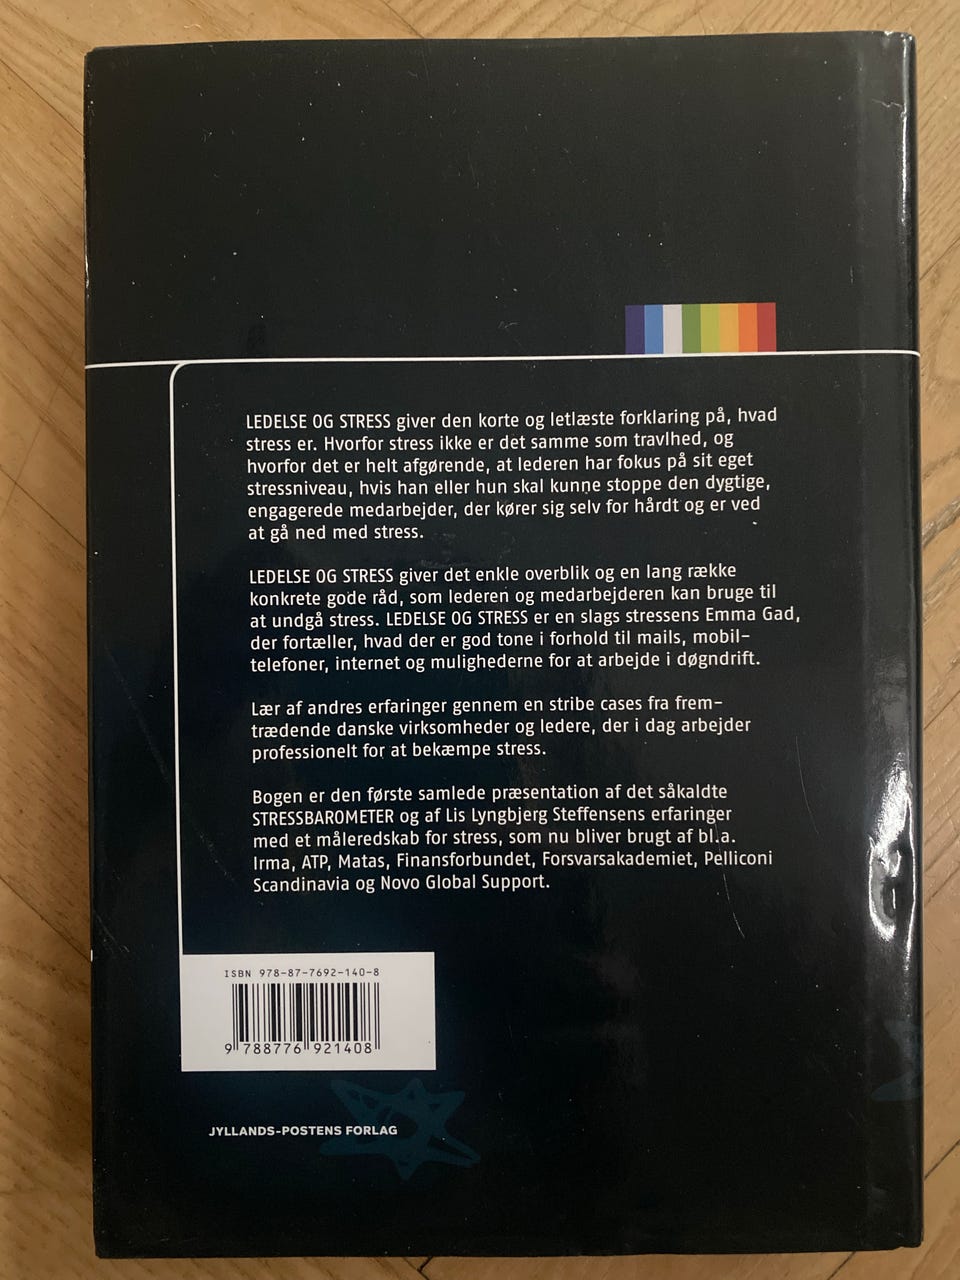 LEDELSE OG STRESS giver den korte og letlæste forklaring på, hvad
stress er. Hvorfor stress ikke er det samme som travlhed, og
hvorfor det er helt afgørende, at lederen har fokus på sit eget
stressniveau, hvis han eller hun skal kunne stoppe den dygtige,
engagerede medarbejder, der kører sig selv for hårdt og er ved
at gå ned med stress.
LEDELSE OG STRESS giver det enkle overblik og en lang række
konkrete gode råd, som lederen og medarbejderen kan bruge til
at undgå stress. LEDELSE OG STRESS er en slags stressens Emma Gad,
der fortæller, hvad der er god tone i forhold til mails, mobil-
telefoner, internet og mulighederne for at arbejde i døgndrift.
Lær af andres erfaringer gennem en stribe cases fra frem-
trædende danske virksomheder og ledere, der i dag arbejder
professionelt for at bekæmpe stress.
Bogen er den første samlede præsentation af det såkaldte
STRESSBAROMETER og af Lis Lyngbjerg Steffensens erfaringer
med et måleredskab for stress, som nu bliver brugt af bl.a.
Irma, ATP, Matas, Finansforbundet, Forsvarsakademiet, Pelliconi
Scandinavia og Novo Global Support.
ISBN 978-87-7692-140-8
9 788776 921408
JYLLANDS-POSTENS FORLAG